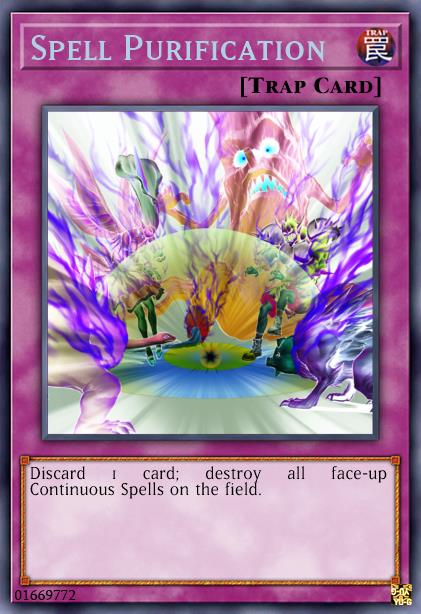 Spell Purification
TRAP
罠
[Trap Card]
Discard 1 card; destroy all face-up
Continuous Spells on the field.
01669772